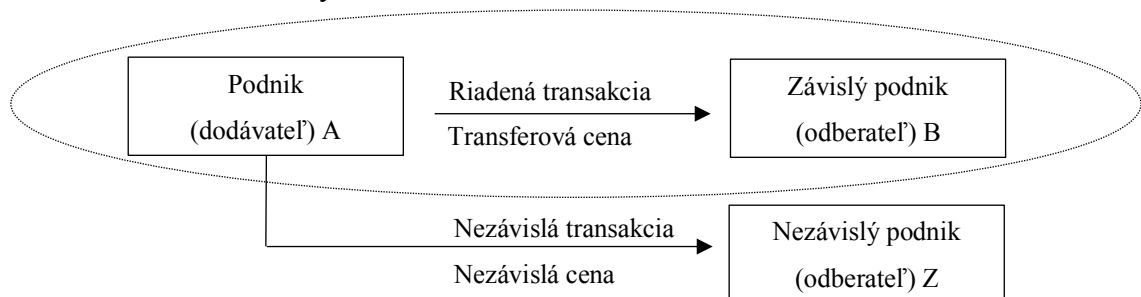 Podnik
(dodávateľ) A
Riadená transakcia
Transferová cena
Závislý podnik
(odberateľ) B
Nezávislá transakcia
Nezávislá cena
Nezávislý podnik
(odberateľ) Z